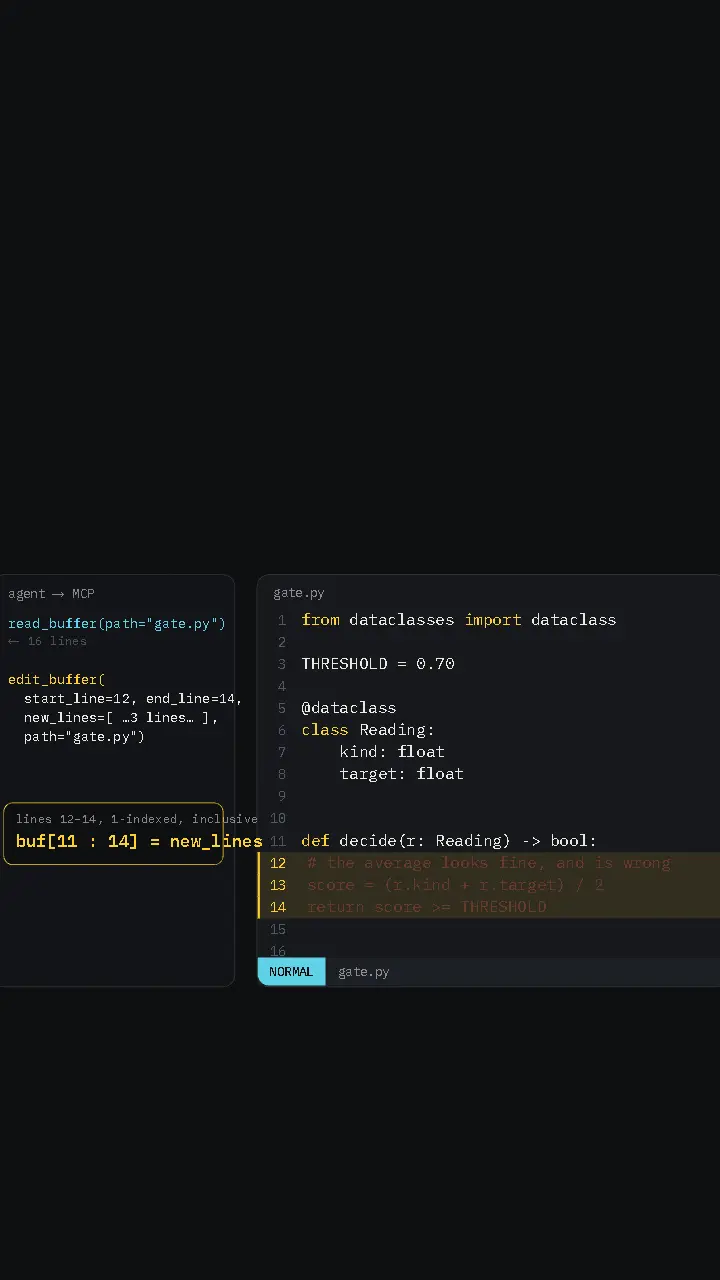 agent → MCP
read_buffer(path="gate.py")
← 16 lines
edit_buffer(
start_line=12, end_line=14,
new_lines=[ …3 lines… ],
path="gate.py")
lines 12–14, 1-indexed, inclusive
buf[11 : 14] = new_lines
gate.py
1 from dataclasses import dataclass
2
3 THRESHOLD = 0.70
4
5 @dataclass
6 class Reading:
7     kind: float
8     target: float
9
10
11 def decide(r: Reading) -> bool:
12 # the average looks fine, and is wrong
13 score = (r.kind + r.target) / 2
14 return score >= THRESHOLD
15
16
NORMAL gate.py